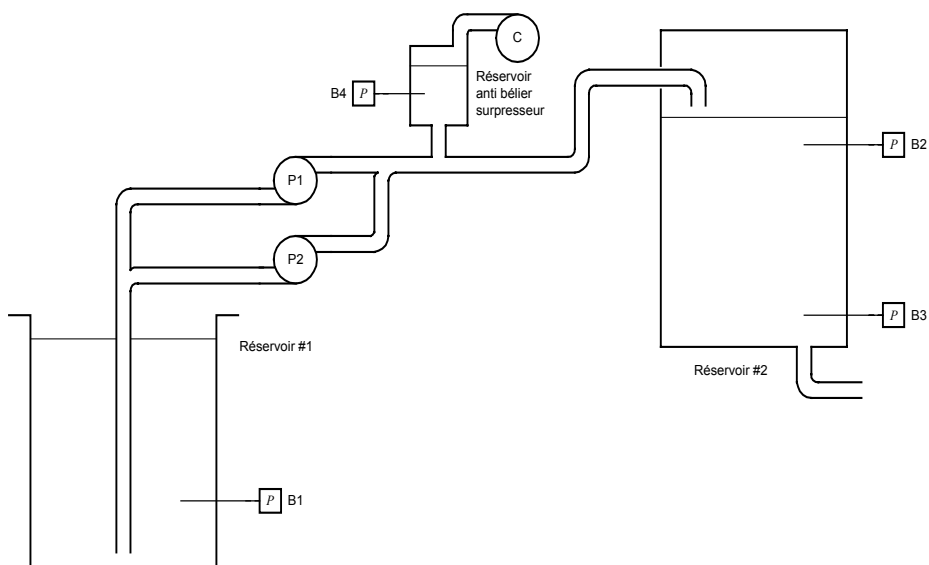 C
Réservoir
anti bélier
surpresseur
B4
P
P
B2
P1
P2
P
B3
Réservoir #1
Réservoir #2
P
B1